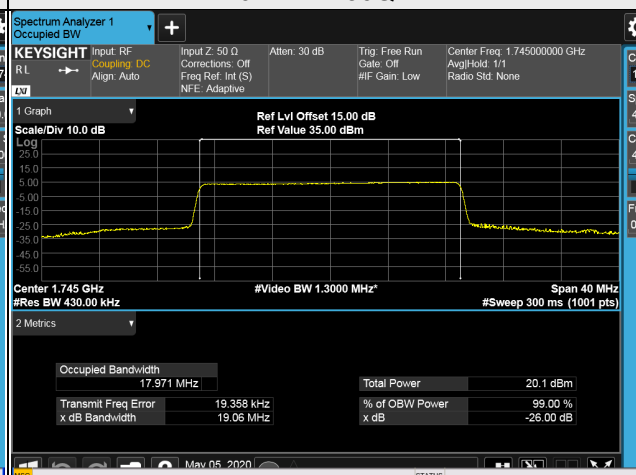 Spectrum Analyzer 1
Occupied BW
KEYSIGHT
RL
LXI
Input: RF
Coupling: DC
Align: Auto
Input Z: 50 Ω
Corrections: Off
Freq Ref: Int (S)
NFE: Adaptive
Atten: 30 dB
Trig: Free Run
Gate: Off
#IF Gain: Low
Center Freq: 1.745000000 GHz
Avg|Hold: 1/1
Radio Std: None
1 Graph
Scale/Div 10.0 dB
Ref Lvl Offset 15.00 dB
Ref Value 35.00 dBm
Log
25.0
15.0
5.00
-5.00
-15.0
-25.0
-35.0
-45.0
-55.0
Center 1.745 GHz
#Res BW 430.00 kHz
#Video BW 1.3000 MHz*
Span 40 MHz
#Sweep 300 ms (1001 pts)
2 Metrics
Occupied Bandwidth
17.971 MHz
Total Power 20.1 dBm
Transmit Freq Error 19.358 kHz
% of OBW Power 99.00 %
x dB Bandwidth 19.06 MHz
x dB -26.00 dB
May 05, 2020
MSG
STATUS